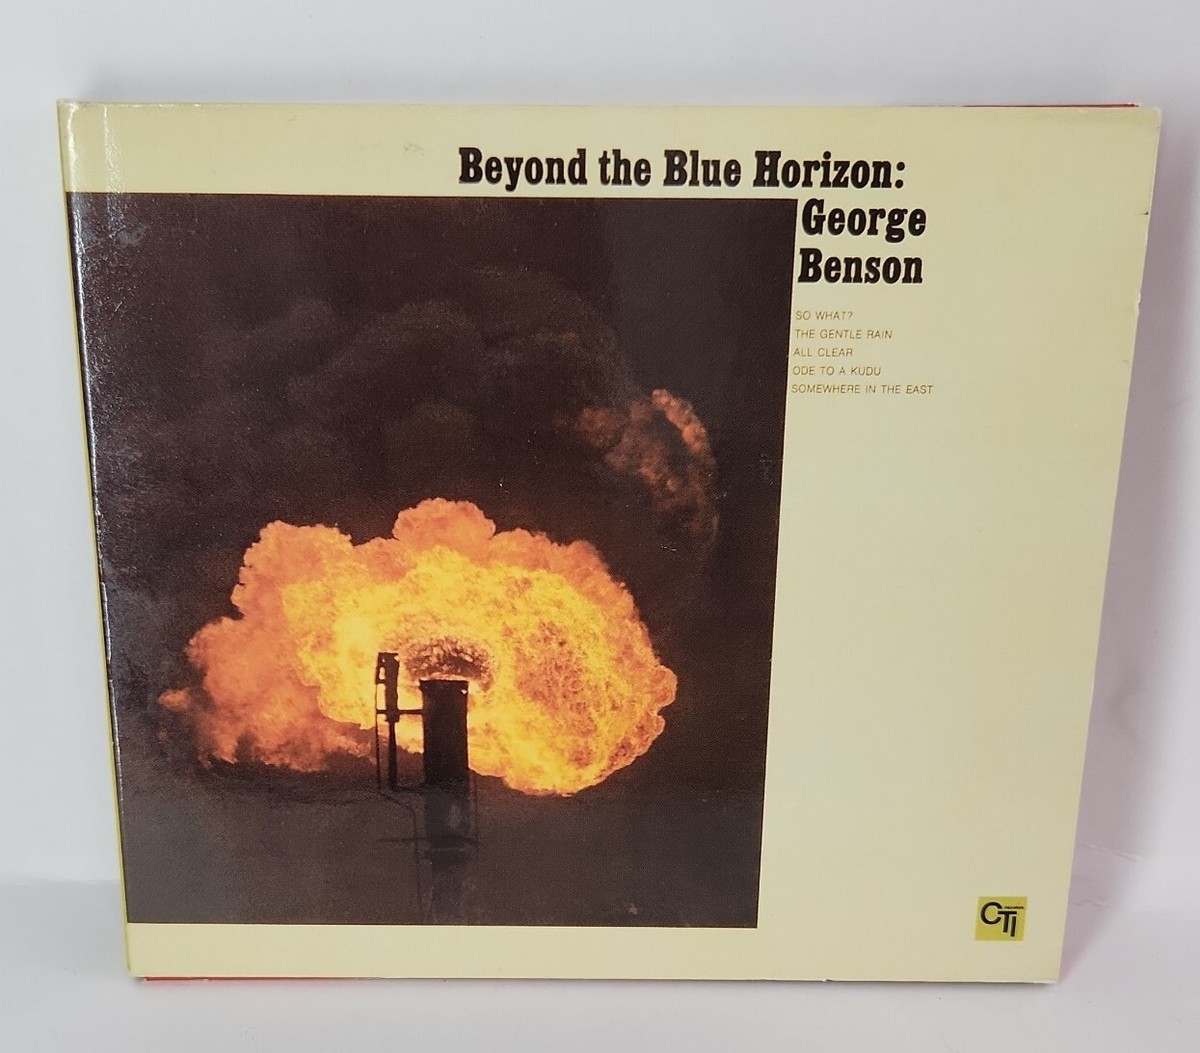 Beyond the Blue Horizon:
George
Benson
SO WHAT?
THE GENTLE RAIN
ALL CLEAR
ODE TO A KUDU
SOMEWHERE IN THE EAST
CTI